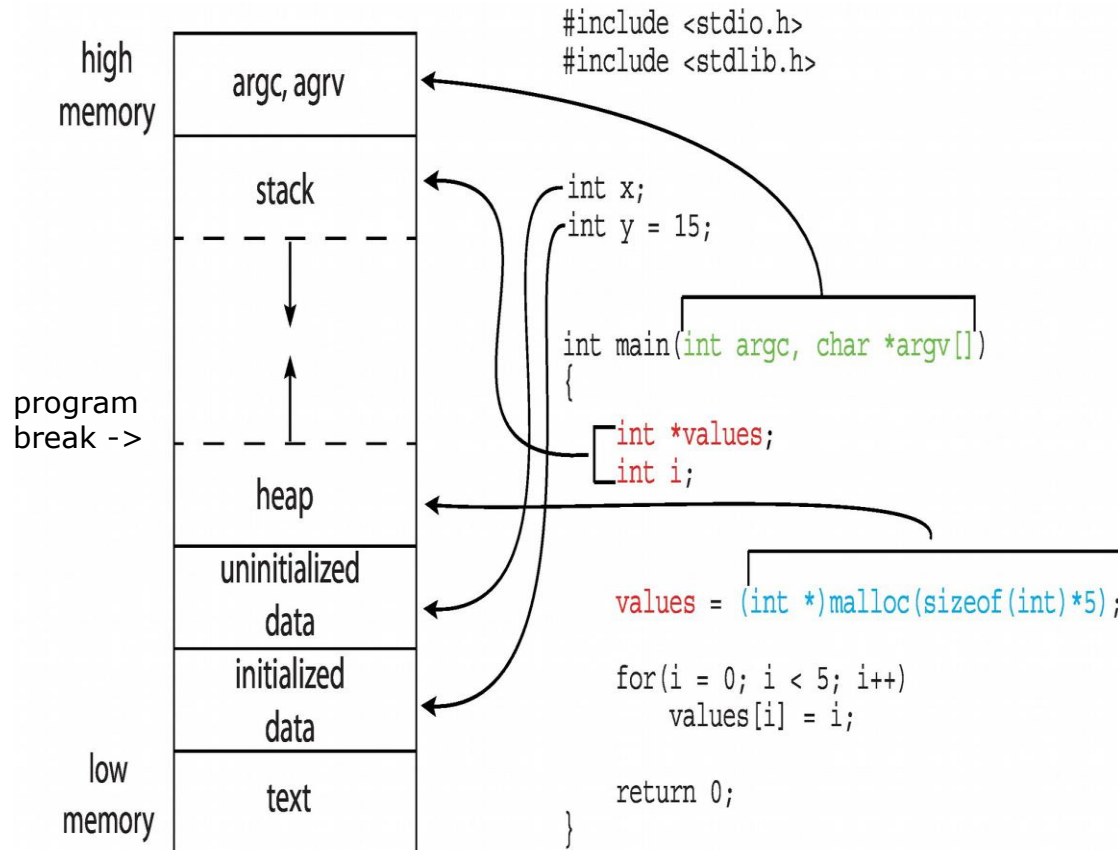 high
memory
argc, agrv
stack
program
break ->
heap
uninitialized
data
initialized
data
low
memory
text
#include <stdio.h>
#include <stdlib.h>
int x;
int y = 15;
int main(int argc, char *argv[])
{
int *values;
int i;
values = (int *)malloc(sizeof(int)*5);
for(i = 0; i < 5; i++)
values[i] = i;
return 0;
}